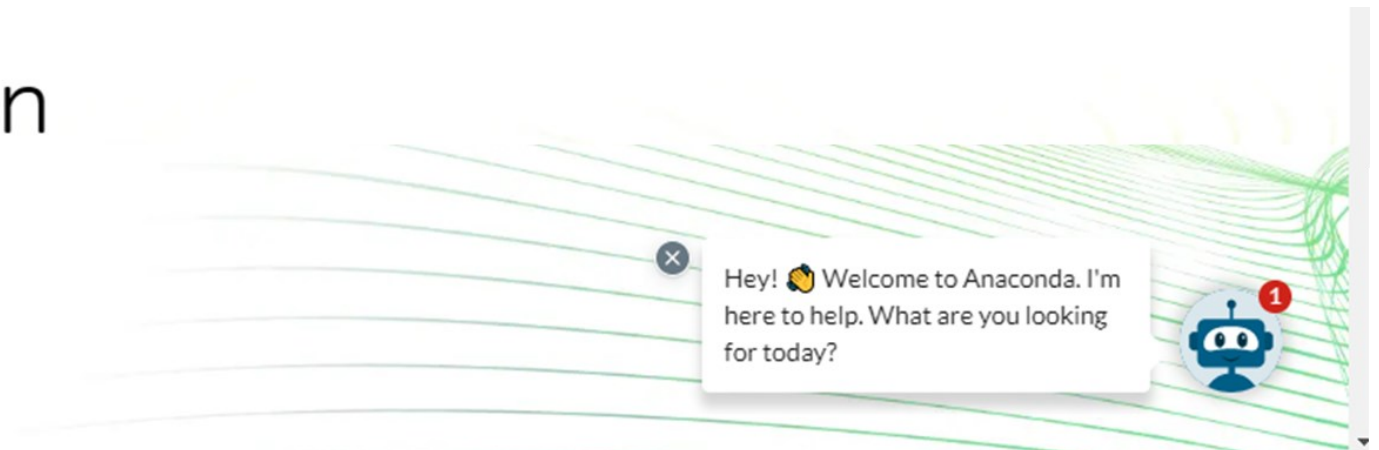 n
Hey! 👋 Welcome to Anaconda. I'm
here to help. What are you looking
for today?
1